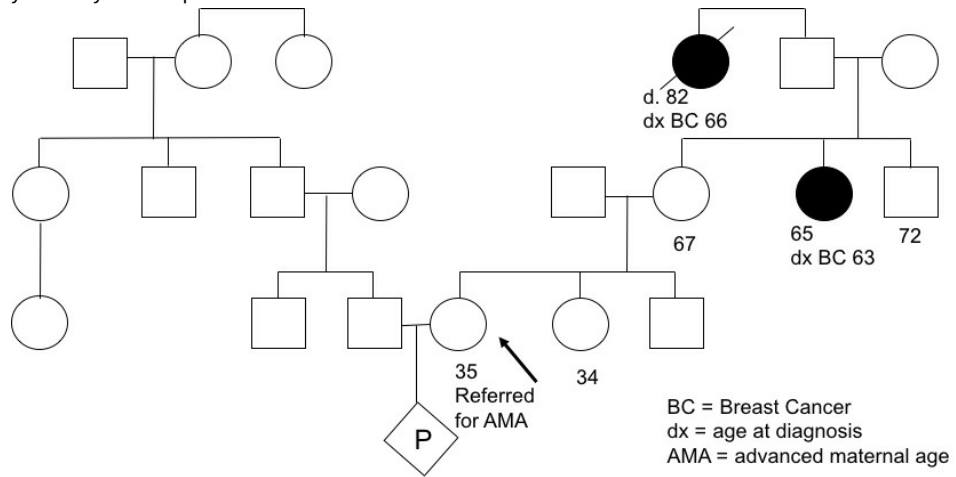 d. 82
dx BC 66
67
65
dx BC 63
72
35
Referred
for AMA
34
P
BC = Breast Cancer
dx = age at diagnosis
AMA = advanced maternal age